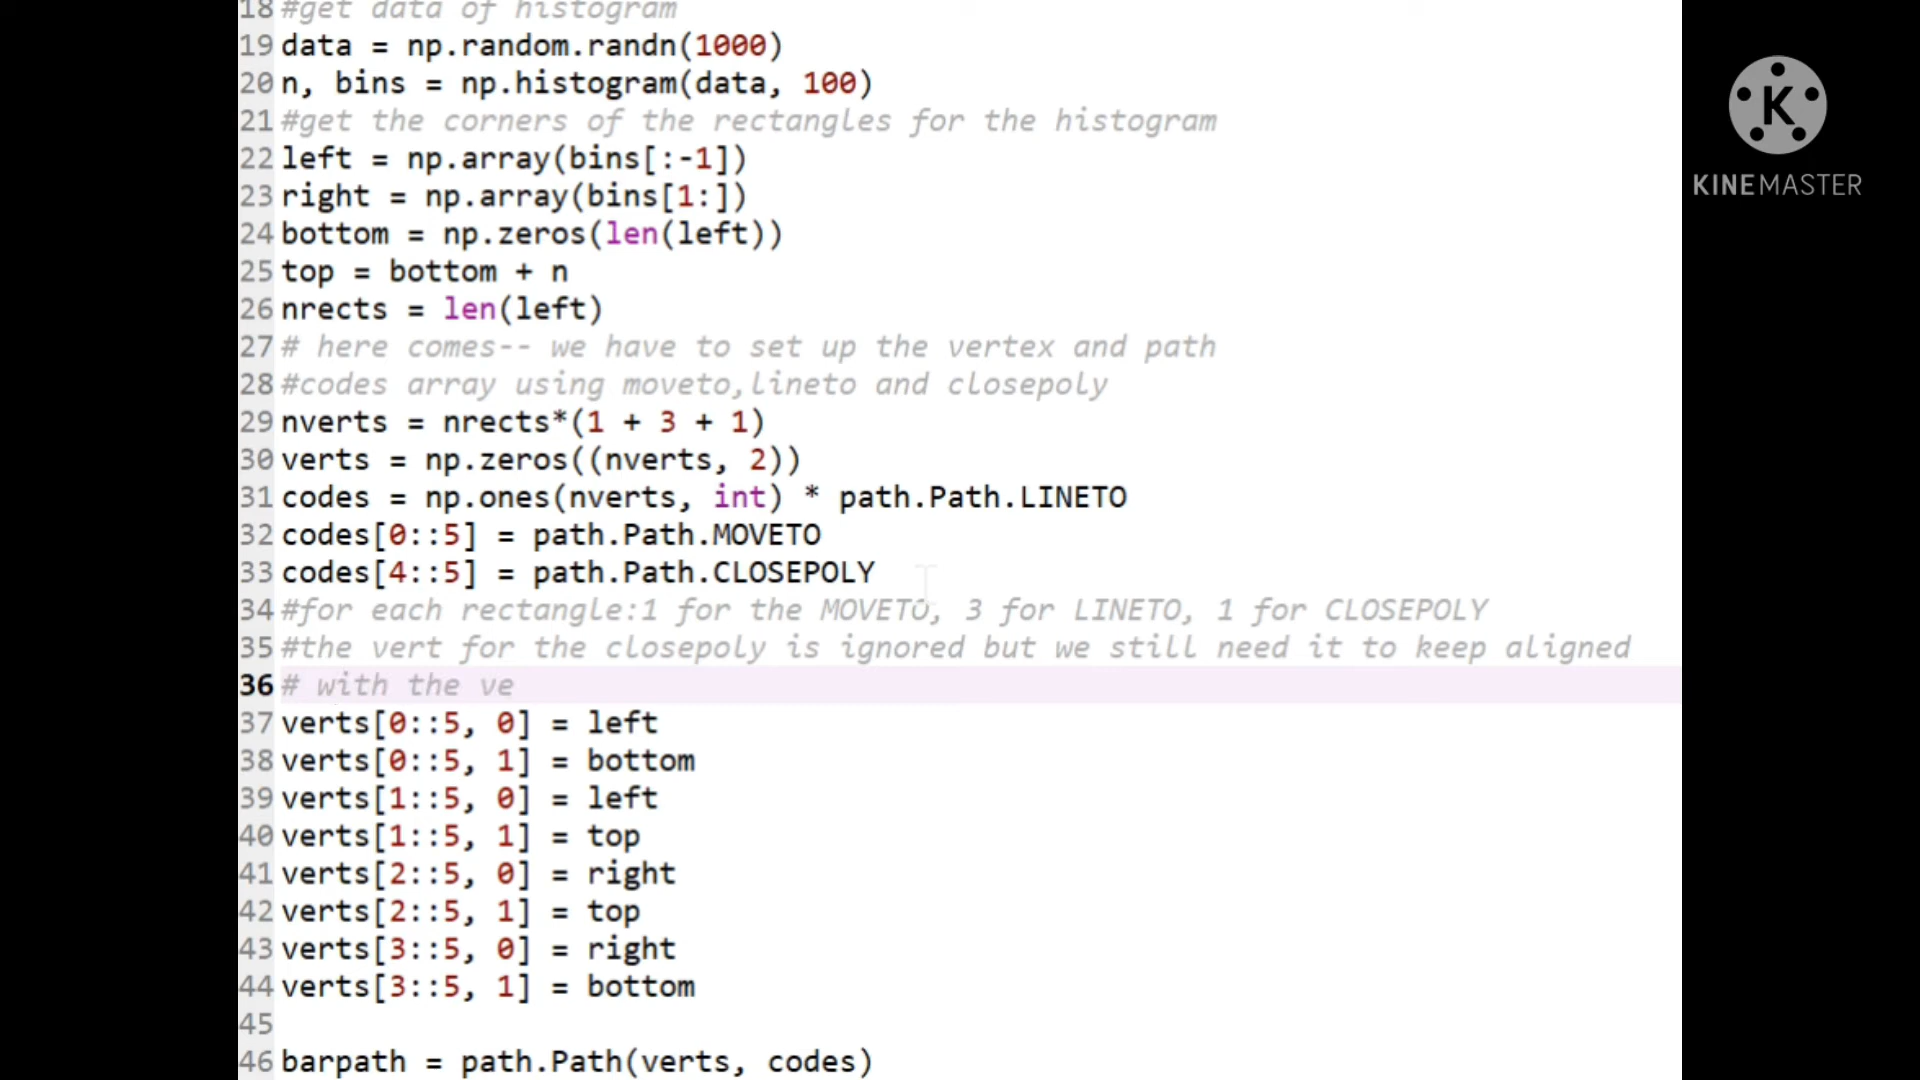 18 #get data of histogram
19 data = np.random.randn(1000)
20 n, bins = np.histogram(data, 100)
21 #get the corners of the rectangles for the histogram
22 left = np.array(bins[:-1])
23 right = np.array(bins[1:])
24 bottom = np.zeros(len(left))
25 top = bottom + n
26 nrects = len(left)
27 # here comes-- we have to set up the vertex and path
28 #codes array using moveto,lineto and closepoly
29 nverts = nrects*(1 + 3 + 1)
30 verts = np.zeros((nverts, 2))
31 codes = np.ones(nverts, int) * path.Path.LINETO
32 codes[0::5] = path.Path.MOVETO
33 codes[4::5] = path.Path.CLOSEPOLY
34 #for each rectangle:1 for the MOVETO, 3 for LINETO, 1 for CLOSEPOLY
35 #the vert for the closepoly is ignored but we still need it to keep aligned
36 # with the ve
37 verts[0::5, 0] = left
38 verts[0::5, 1] = bottom
39 verts[1::5, 0] = left
40 verts[1::5, 1] = top
41 verts[2::5, 0] = right
42 verts[2::5, 1] = top
43 verts[3::5, 0] = right
44 verts[3::5, 1] = bottom
45
46 barpath = path.Path(verts, codes)
K
KINEMASTER